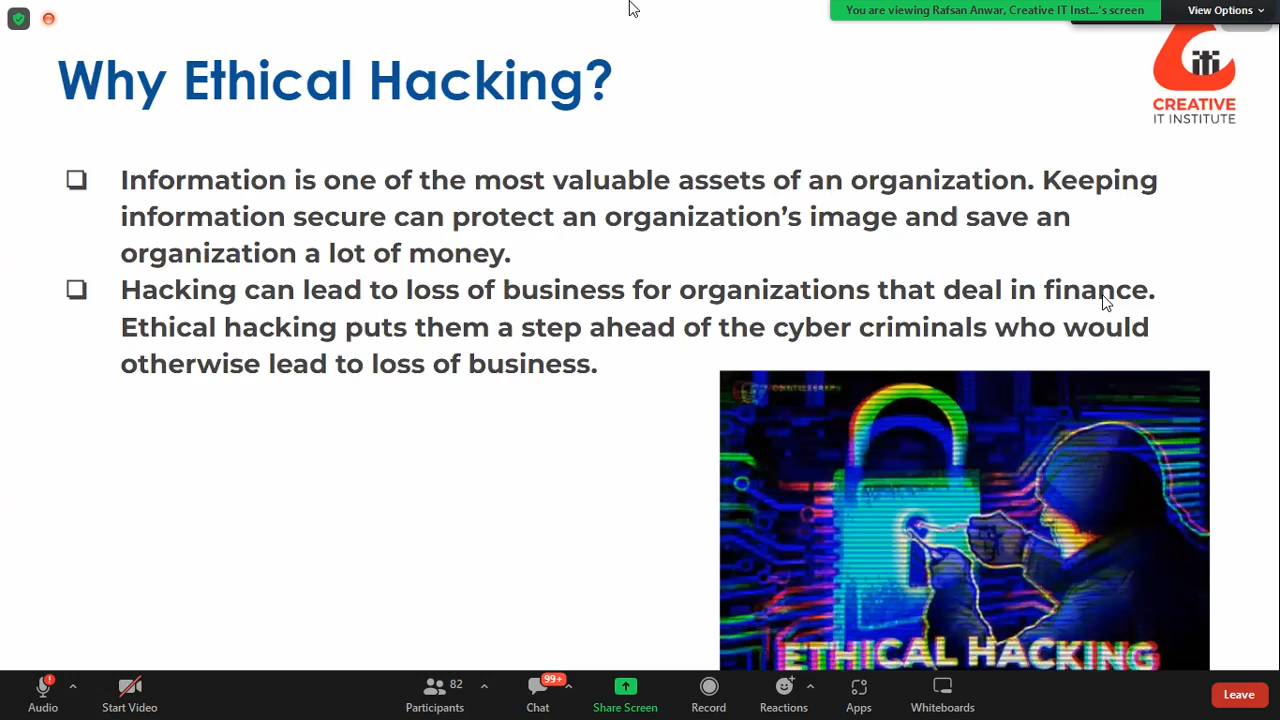 You are viewing Rafsan Anwar, Creative IT Inst...'s screen
View Options
Why Ethical Hacking?
iti
CREATIVE
IT INSTITUTE
❑ Information is one of the most valuable assets of an organization. Keeping
information secure can protect an organization’s image and save an
organization a lot of money.
❑ Hacking can lead to loss of business for organizations that deal in finance.
Ethical hacking puts them a step ahead of the cyber criminals who would
otherwise lead to loss of business.
COINTELEGRAPH
ETHICAL HACKING
82
99+
Audio
Start Video
Participants
Chat
Share Screen
Record
Reactions
Apps
Whiteboards
Leave